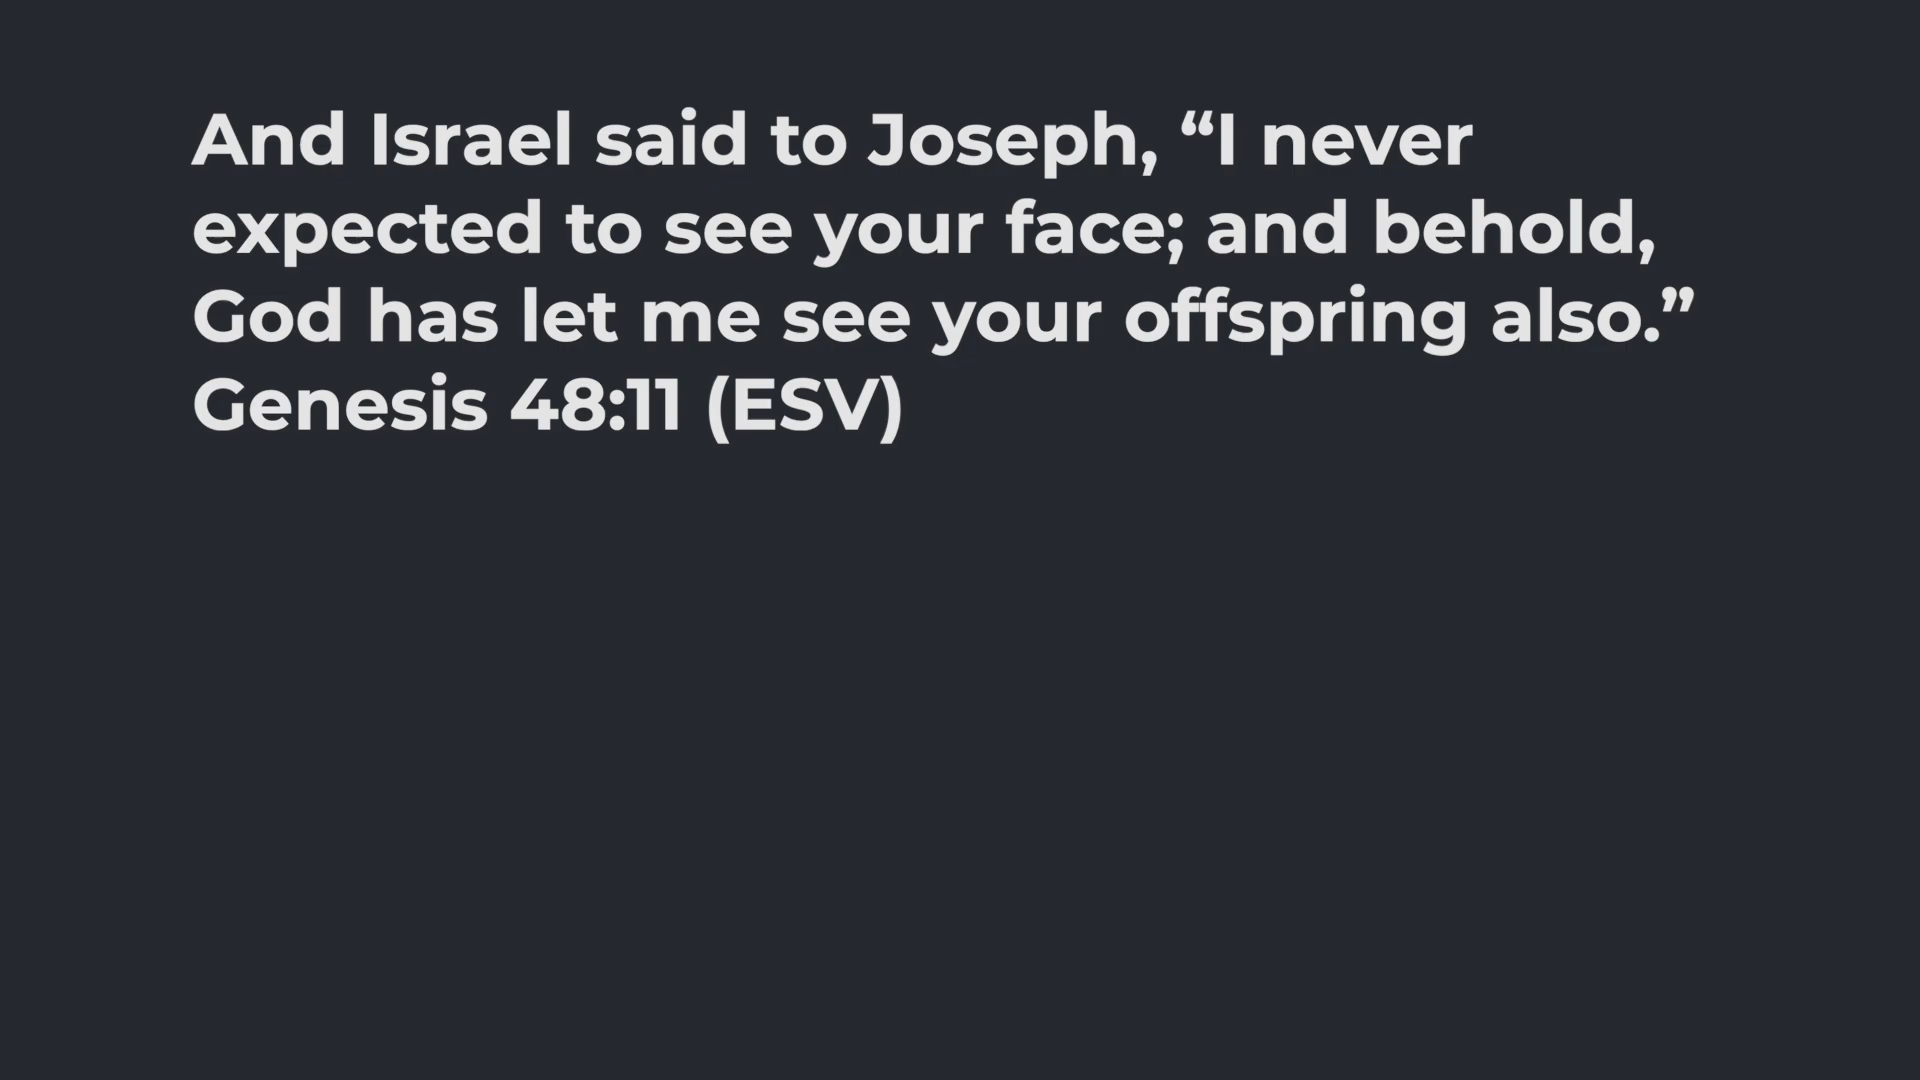 And Israel said to Joseph, “I never
expected to see your face; and behold,
God has let me see your offspring also.”
Genesis 48:11 (ESV)